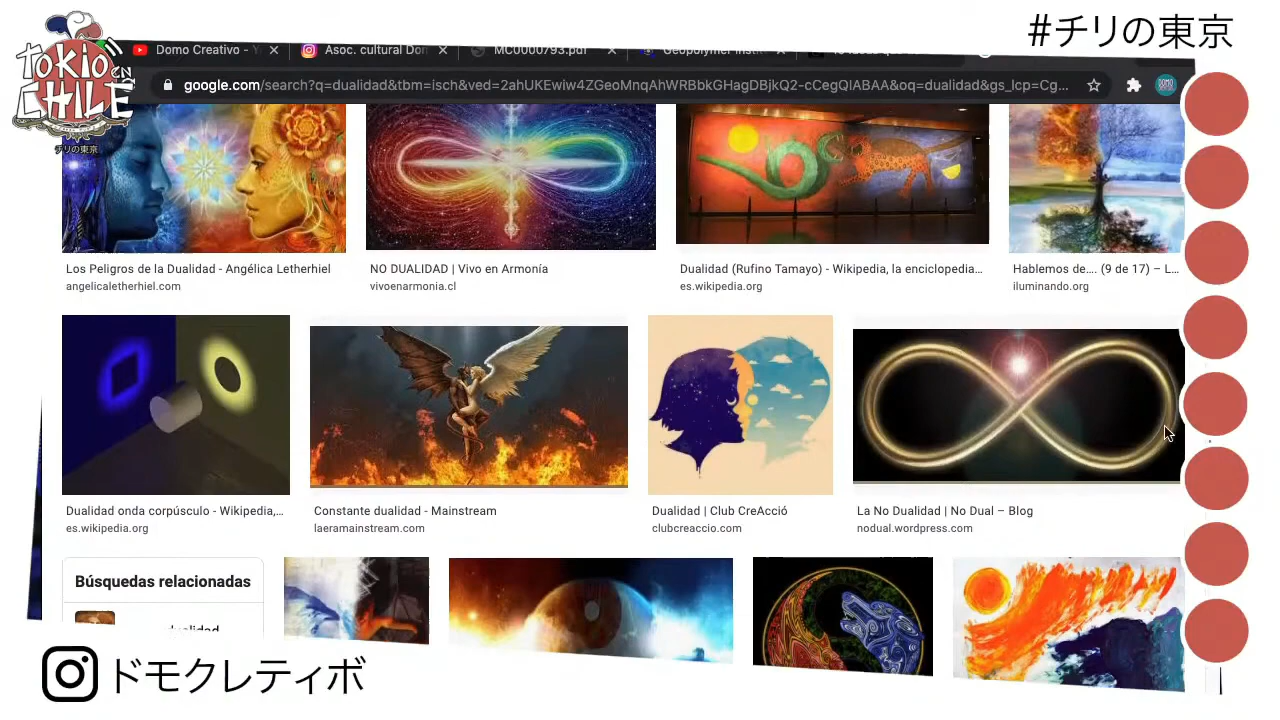 #チリの東京
TOKIO
EN
CHILE
チリの東京
Domo Creativo - Y
Asoc. cultural Do
MC0000793.pdf
Geopolymer Insti
google.com/search?q=dualidad&tbm=isch&ved=2ahUKEwiw4ZGeoMnqAhWRBbkGHagDBjkQ2-cCegQIABAA&oq=dualidad&gs_lcp=Cg...
DOMO
Los Peligros de la Dualidad - Angélica Letherhiel
angelicaletherhiel.com
NO DUALIDAD | Vivo en Armonía
vivoenarmonia.cl
Dualidad (Rufino Tamayo) - Wikipedia, la enciclopedia...
es.wikipedia.org
Hablemos de.... (9 de 17) – L...
iluminando.org
Dualidad onda corpúsculo - Wikipedia,...
es.wikipedia.org
Constante dualidad - Mainstream
laeramainstream.com
Dualidad | Club CreAcció
clubcreaccio.com
La No Dualidad | No Dual – Blog
nodual.wordpress.com
Búsquedas relacionadas
dualidad
ドモクレティボ